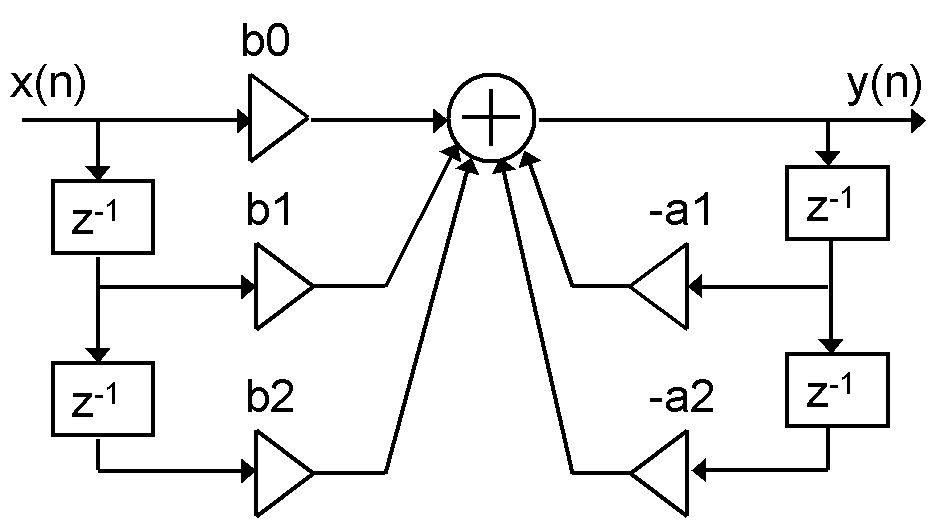 b0
x(n)
y(n)
z⁻¹
z⁻¹
b1
-a1
z⁻¹
z⁻¹
b2
-a2